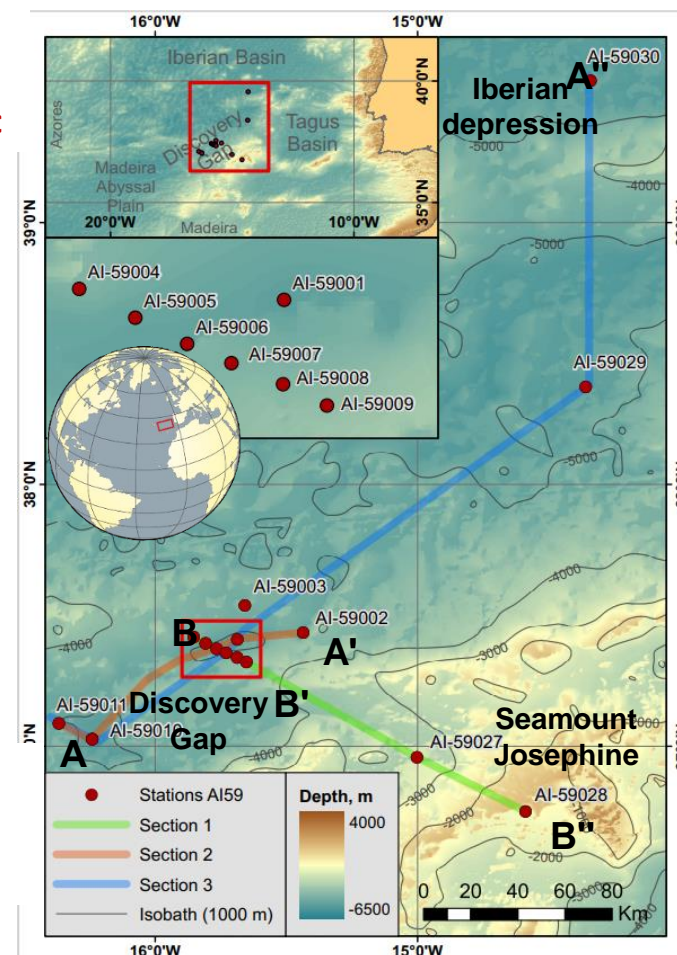 16°0'W
15°0'W
Iberian Basin
Azores
Discovery
Gap
Tagus
Basin
Madeira
Abyssal
Plain
20°0'W
Madeira
10°0'W
40°0'N
35°0'N
AI-59030
A''
Iberian
depression
-5000
-4000
39°0'N
-5000
AI-59004
AI-59001
AI-59005
AI-59006
AI-59007
AI-59008
AI-59009
AI-59029
-5000
38°0'N
AI-59003
-4000
AI-59002
B
-4000
A'
-3000
AI-59011
Discovery
B'
AI-59010
Gap
A
-4000
Seamount
Josephine
AI-59027
-3000
AI-59028
-2000
B''
-2000
-3000
-4000
Stations AI59
Section 1
Section 2
Section 3
Isobath (1000 m)
Depth, m
4000
-6500
0 20 40 60 80
Km
16°0'W
15°0'W